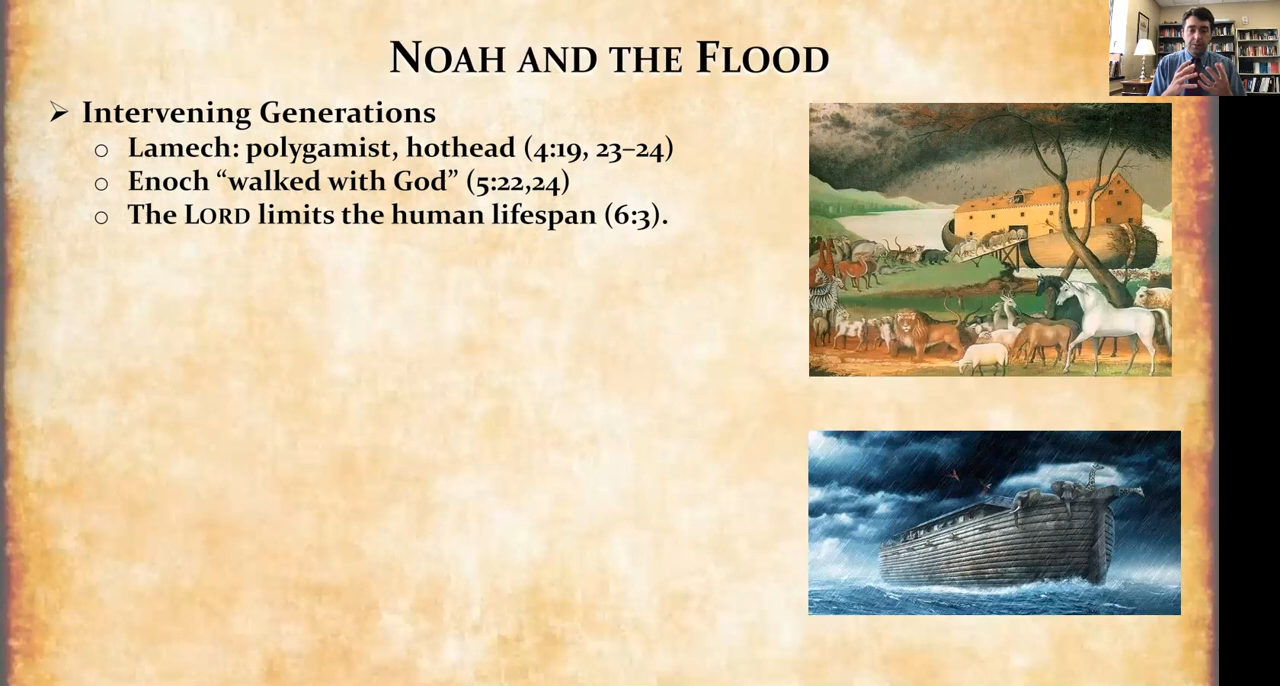 NOAH AND THE FLOOD
➢ Intervening Generations
○ Lamech: polygamist, hothead (4:19, 23–24)
○ Enoch “walked with God” (5:22,24)
○ The LORD limits the human lifespan (6:3).